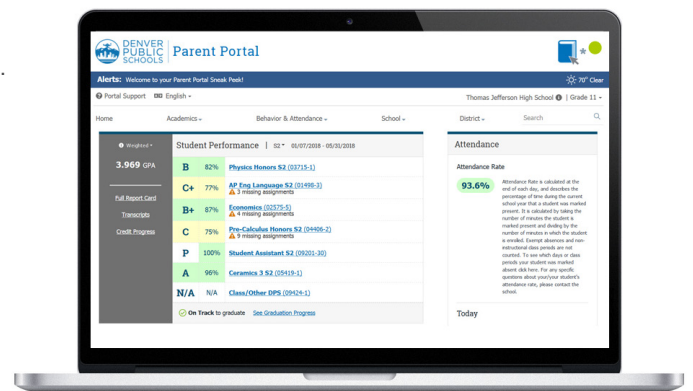 DENVER
PUBLIC
SCHOOLS
Parent Portal
*
Alerts: Welcome to your Parent Portal Sneak Peek!
70° Clear
Portal Support
English
Thomas Jefferson High School | Grade 11
Home
Academics
Behavior & Attendance
School
District
Search
Weighted
3.969 GPA
Full Report Card
Transcripts
Credit Progress
Student Performance | S2 01/07/2018 - 05/31/2018
B 82% Physics Honors S2 (03715-1)
C+ 77% AP Eng Language S2 (01498-3)
3 missing assignments
B+ 87% Economics (02575-5)
4 missing assignments
C 75% Pre-Calculus Honors S2 (04406-2)
9 missing assignments
P 100% Student Assistant S2 (09201-30)
A 96% Ceramics 3 S2 (05419-1)
N/A N/A Class/Other DPS (09424-1)
On Track to graduate See Graduation Progress
Attendance
Attendance Rate
93.6%
Attendance Rate is calculated at the
end of each day, and describes the
percentage of time during the current
school year that a student was marked
present. It is calculated by taking the
number of minutes the student is
marked present and dividing by the
number of minutes in which the student
is enrolled. Exempt absences and non-
instructional class periods are not
counted. To see which days or class
periods your student was marked
absent click here. For any specific
questions about your/your student's
attendance rate, please contact the
school.
Today
.